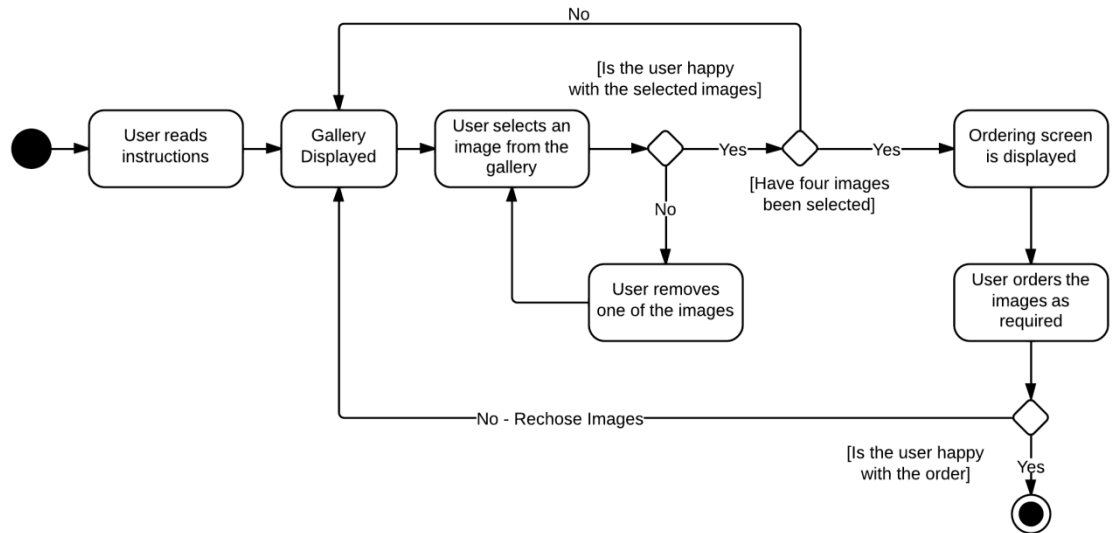 No
[Is the user happy
with the selected images]
User reads
instructions
Gallery
Displayed
User selects an
image from the
gallery
Yes
Yes
Ordering screen
is displayed
[Have four images
been selected]
No
User removes
one of the images
User orders the
images as
required
No - Rechose Images
[Is the user happy
with the order]
Yes